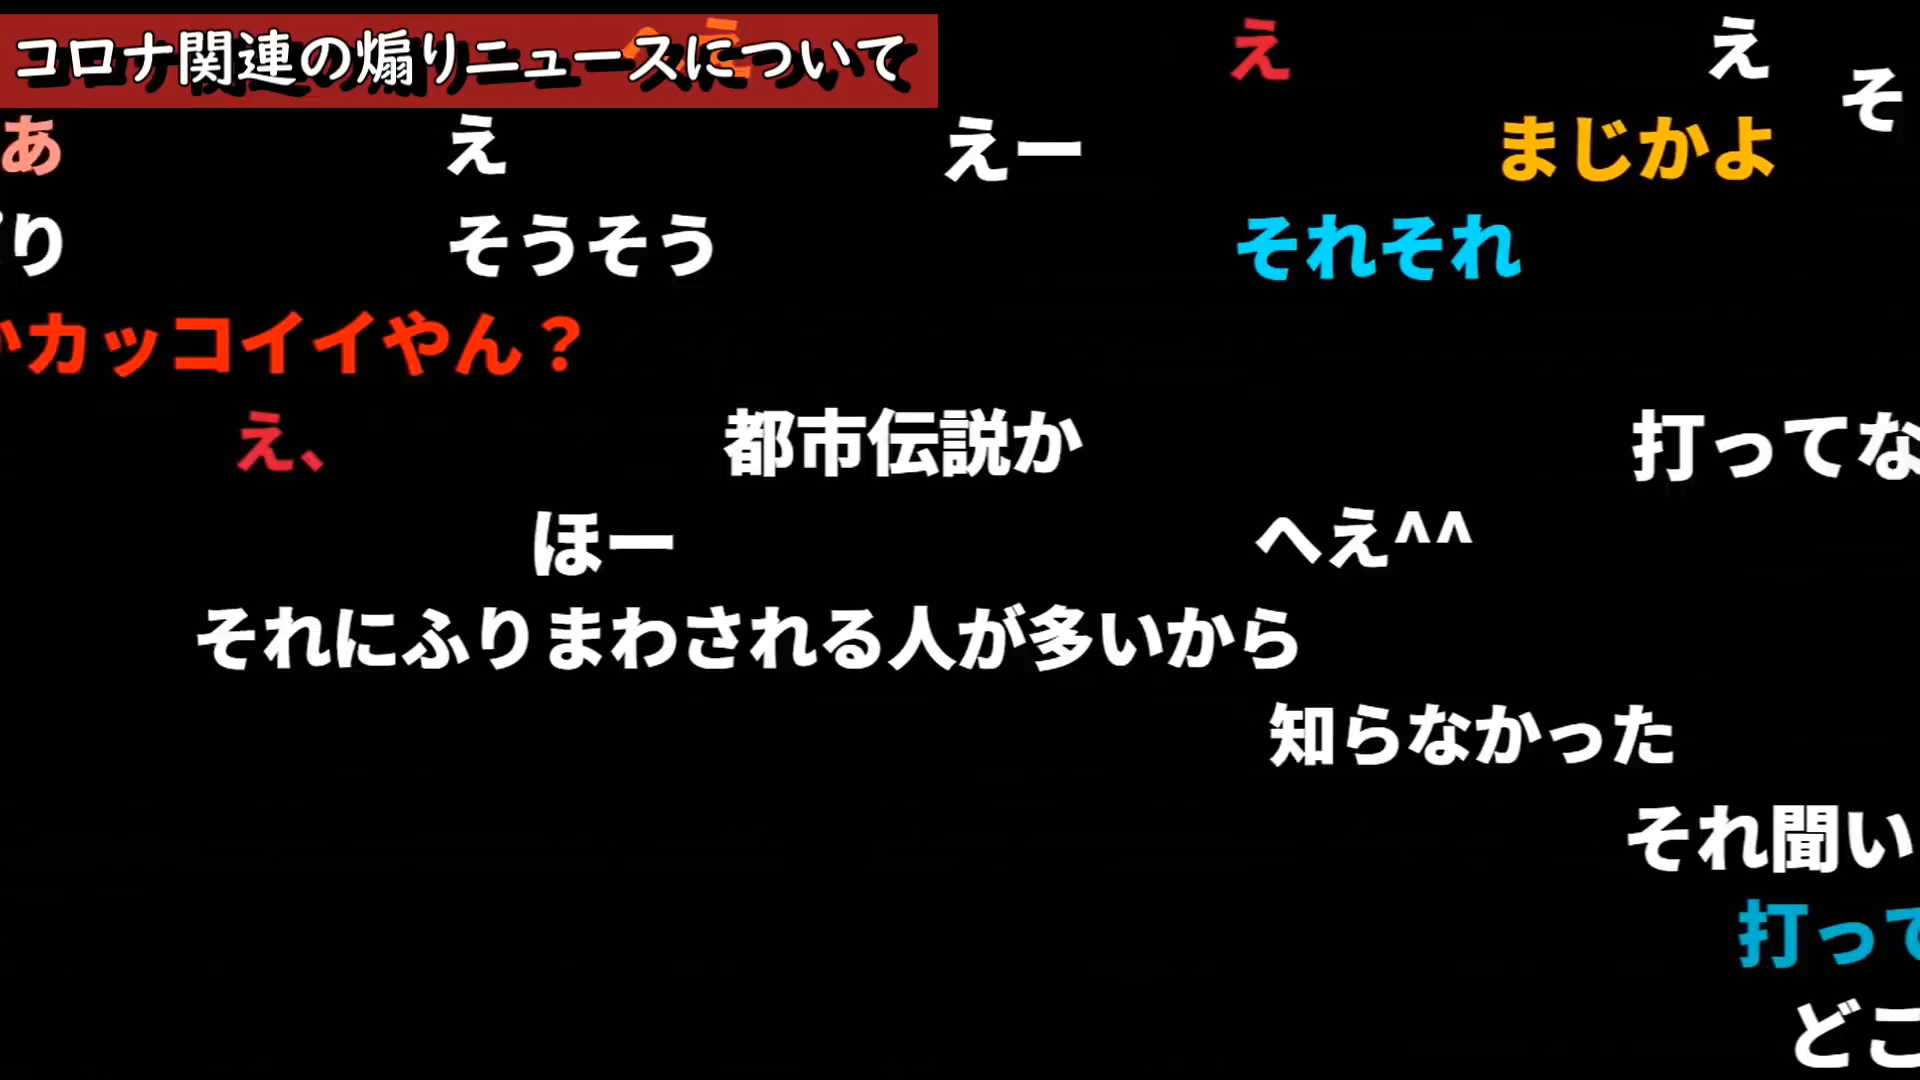 コロナ関連の煽りニュースについて
え
え
そ
あ
え
えー
まじかよ
り
そうそう
それそれ
カッコイイやん？
え、
都市伝説か
打ってな
ほー
へえ^^
それにふりまわされる人が多いから
知らなかった
それ聞い
打って
どこ